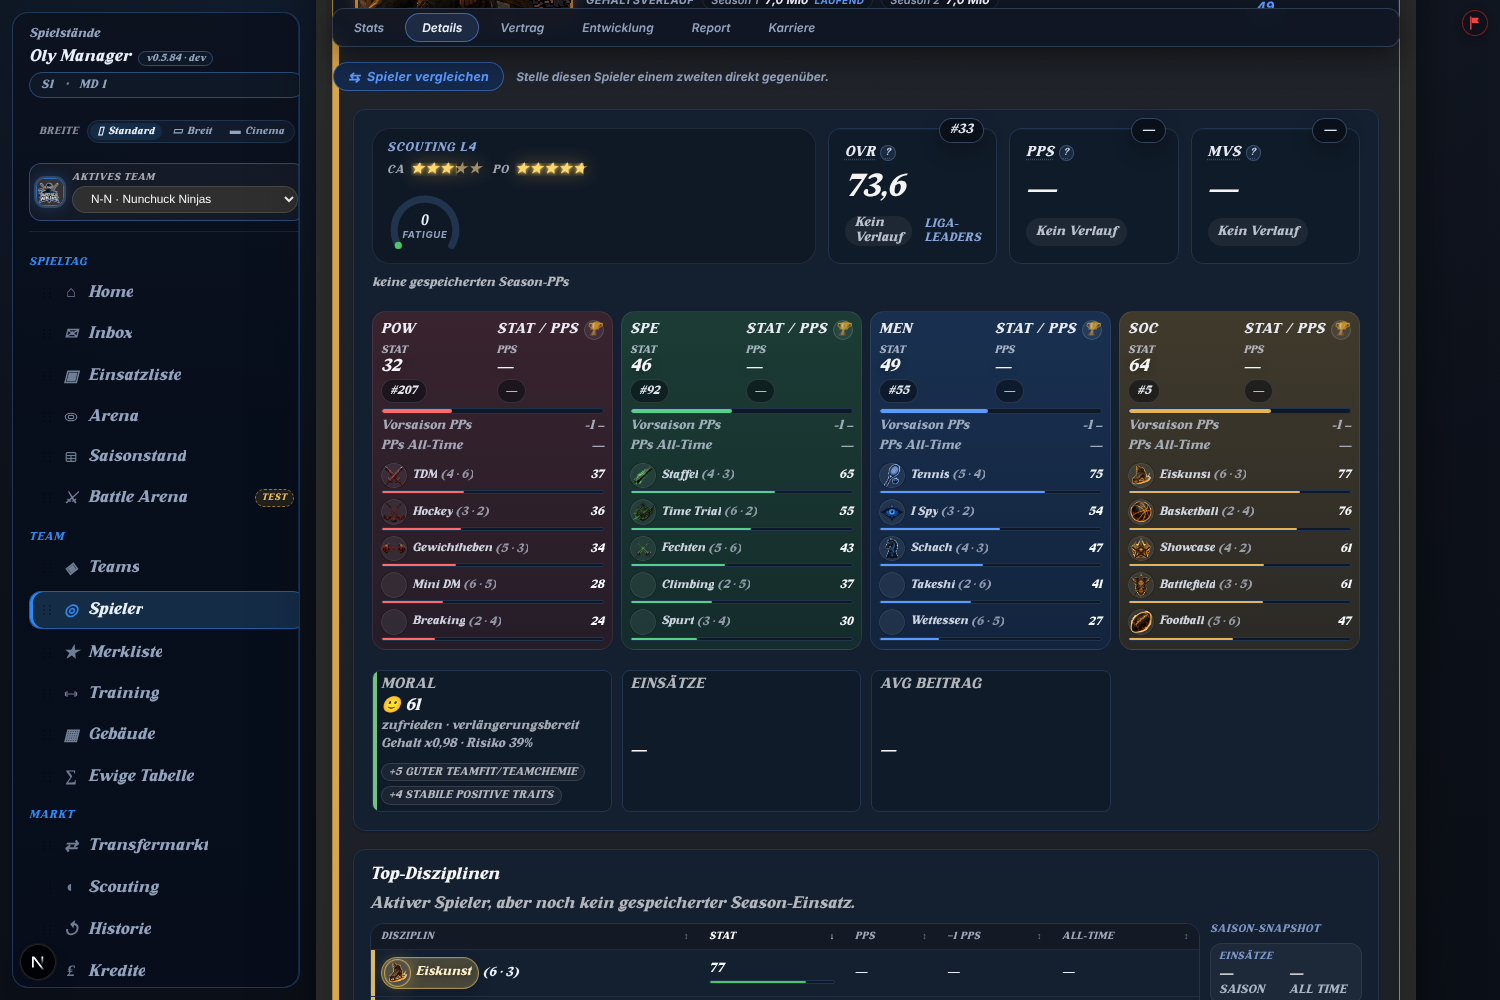 Spielstände
Oly Manager v0.5.84 · dev
S1 · MD 1
BREITE Standard Breit Cinema
AKTIVES TEAM
N-N · Nunchuck Ninjas
SPIELTAG
Home
Inbox
Einsatzliste
Arena
Saisonstand
Battle Arena TEST
TEAM
Teams
Spieler
Merkliste
Training
Gebäude
Ewige Tabelle
MARKT
Transfermarkt
Scouting
Historie
Kredite
N
GEHALTSVERLAUF Season 1 7,0 Mio LAUFEND Season 2 7,0 Mio
49
Stats Details Vertrag Entwicklung Report Karriere
Spieler vergleichen Stelle diesen Spieler einem zweiten direkt gegenüber.
SCOUTING L4
CA PO
0
FATIGUE
#33
OVR ?
73,6
Kein Verlauf
LIGA-LEADERS
—
PPS ?
—
Kein Verlauf
—
MVS ?
—
Kein Verlauf
keine gespeicherten Season-PPs
POW STAT / PPS
STAT PPS
32 —
#207 —
Vorsaison PPs -1 –
PPs All-Time —
TDM (4 · 6) 37
Hockey (3 · 2) 36
Gewichtheben (5 · 3) 34
Mini DM (6 · 5) 28
Breaking (2 · 4) 24
SPE STAT / PPS
STAT PPS
46 —
#92 —
Vorsaison PPs -1 –
PPs All-Time —
Staffel (4 · 3) 65
Time Trial (6 · 2) 55
Fechten (5 · 6) 43
Climbing (2 · 5) 37
Spurt (3 · 4) 30
MEN STAT / PPS
STAT PPS
49 —
#55 —
Vorsaison PPs -1 –
PPs All-Time —
Tennis (5 · 4) 75
I Spy (3 · 2) 54
Schach (4 · 3) 47
Takeshi (2 · 6) 41
Wettessen (6 · 5) 27
SOC STAT / PPS
STAT PPS
64 —
#5 —
Vorsaison PPs -1 –
PPs All-Time —
Eiskunst (6 · 3) 77
Basketball (2 · 4) 76
Showcase (4 · 2) 61
Battlefield (3 · 5) 61
Football (5 · 6) 47
MORAL
🙂 61
zufrieden · verlängerungsbereit
Gehalt x0,98 · Risiko 39%
+5 GUTER TEAMFIT/TEAMCHEMIE
+4 STABILE POSITIVE TRAITS
EINSÄTZE
—
AVG BEITRAG
—
Top-Disziplinen
Aktiver Spieler, aber noch kein gespeicherter Season-Einsatz.
DISZIPLIN STAT PPS -1 PPS ALL-TIME
Eiskunst (6 · 3) 77 — — —
SAISON-SNAPSHOT
EINSÄTZE
— —
SAISON ALL TIME